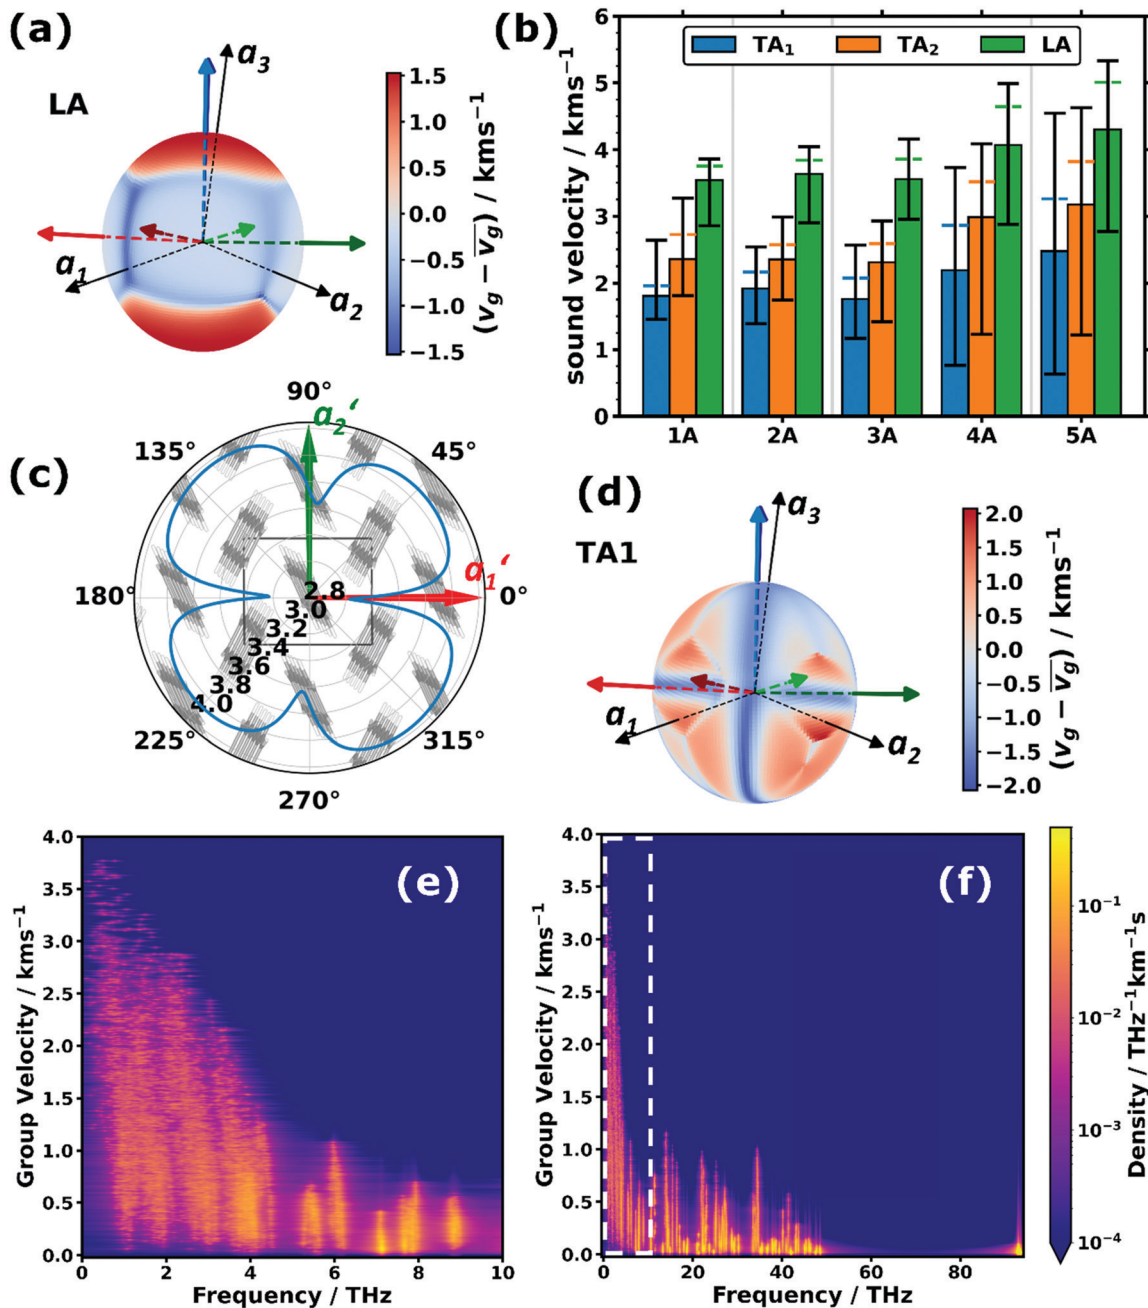 (a)
LA
a3
a1
a2
1.5
1.0
0.5
0.0
−0.5
−1.0
−1.5
(vg − vg) / kms−1
(b)
TA1
TA2
LA
sound velocity / kms−1
6
5
4
3
2
1
0
1A
2A
3A
4A
5A
(c)
90°
a2‘
135°
45°
180°
a1‘
0°
2.8
3.0
3.2
3.4
3.6
3.8
4.0
225°
315°
270°
(d)
TA1
a3
a1
a2
2.0
1.5
1.0
0.5
0.0
−0.5
−1.0
−1.5
−2.0
(vg − vg) / kms−1
(e)
Group Velocity / kms−1
4.0
3.5
3.0
2.5
2.0
1.5
1.0
0.5
0.0
0
2
4
6
8
10
Frequency / THz
(f)
Group Velocity / kms−1
4.0
3.5
3.0
2.5
2.0
1.5
1.0
0.5
0.0
0
20
40
60
80
Frequency / THz
10−1
10−2
10−3
10−4
Density / THz−1km−1s